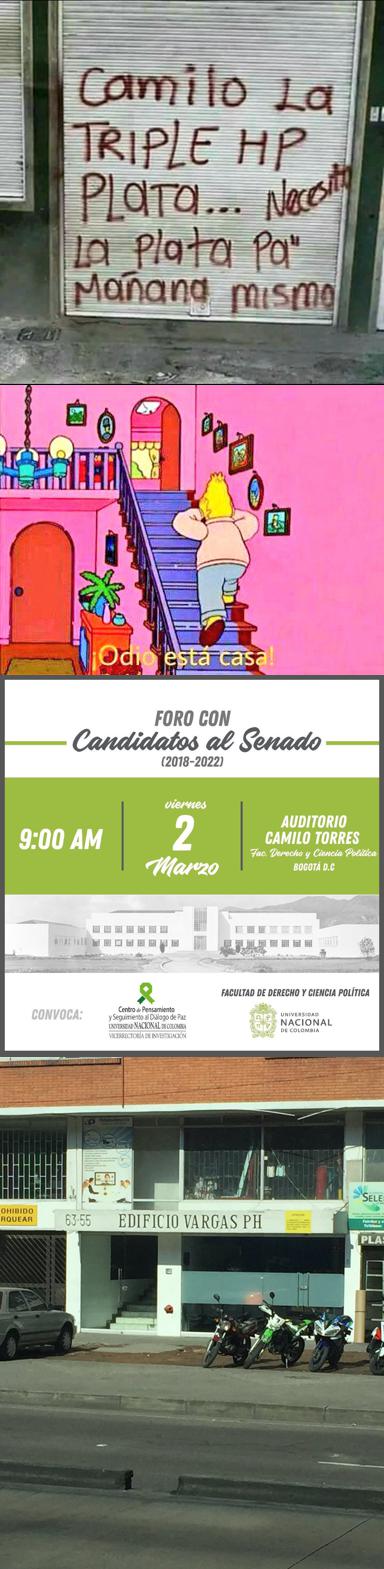 Camilo La
TRIPLE HP
PLATA... Necesito
La Plata Pa"
Mañana mismo
¡Odio está casa!
FORO CON
Candidatos al Senado
(2018-2022)
9:00 AM
viernes
2
Marzo
AUDITORIO
CAMILO TORRES
Fac. Derecho y Ciencia Política
BOGOTÁ D.C
CONVOCA:
Centro de Pensamiento
y Seguimiento al Diálogo de Paz
UNIVERSIDAD NACIONAL DE COLOMBIA
VICERRECTORÍA DE INVESTIGACIÓN
FACULTAD DE DERECHO Y CIENCIA POLÍTICA
UNIVERSIDAD
NACIONAL
DE COLOMBIA
OHIBIDO
RQUEAR
63-55
EDIFICIO VARGAS PH
SELE
PLAS